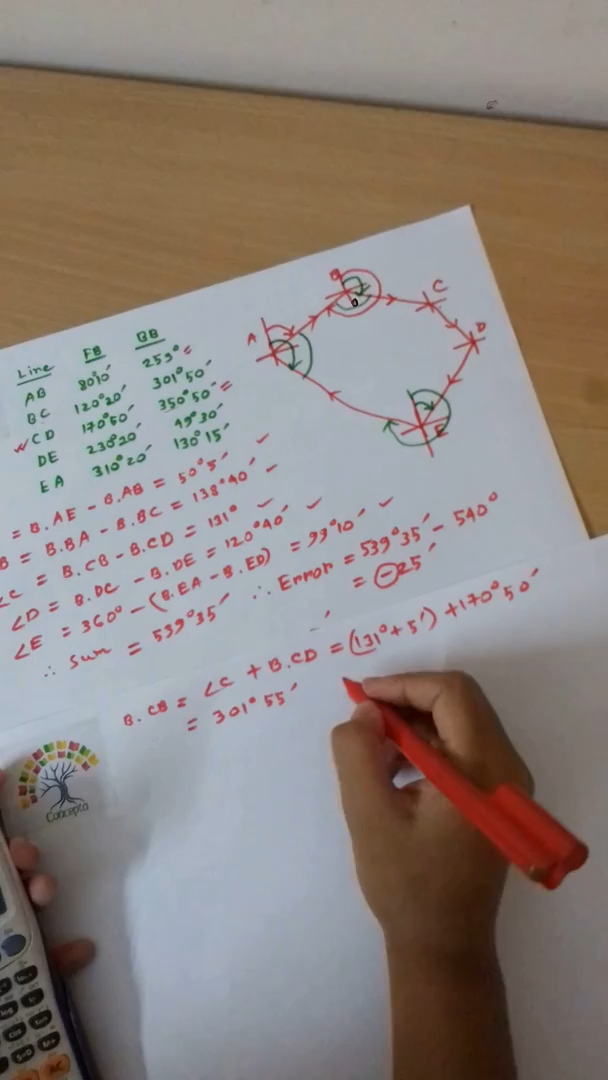 Line FB BB
AB 80°10′ 259°
BC 120°20′ 301°50′
CD 170°50′ 350°50′
DE 230°20′ 49°30′
EA 310°20′ 130°15′
= B.AE - B.AB = 50°5′
B = B.BA - B.BC = 138°40′
∠C = B.CB - B.CD = 131°
∠D = B.DC - B.DE = 120°40′
∠E = 360° - (B.EA - B.ED) = 99°10′
∴ Sum = 539°35′ ∴ Error = 539°35′ - 540°
= -25′
B.CB = ∠C + B.CD = (131°+5′) + 170°50′
= 301°55′
A
B
C
D
E
Concepta